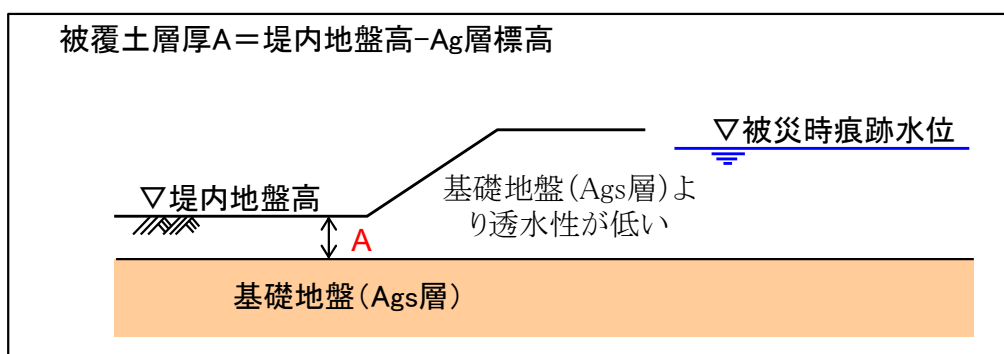 被覆土層厚A＝堤内地盤高-Ag層標高
▽被災時痕跡水位
基礎地盤(Ags層)よ
り透水性が低い
▽堤内地盤高
A
基礎地盤(Ags層)